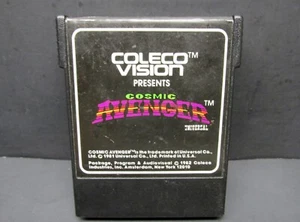 COLECO™
VISION
PRESENTS
COSMIC
AVENGER™
UNIVERSAL
COSMIC AVENGER™ is the trademark of Universal Co.,
Ltd. © 1981 Universal Co., Ltd. Printed in U.S.A.
Package, Program & Audiovisual © 1982 Coleco
Industries, Inc. Amsterdam, New York 12010